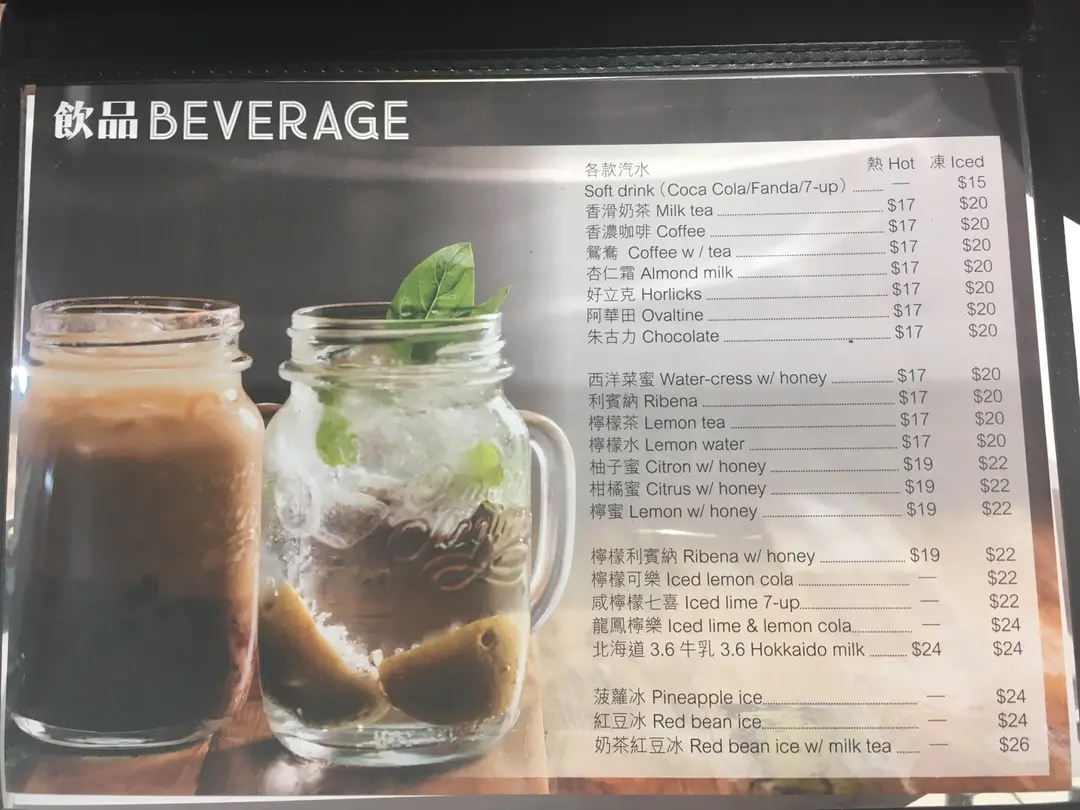 飲品 BEVERAGE
熱 Hot 凍 Iced
各款汽水
Soft drink (Coca Cola/Fanda/7-up) — $15
香滑奶茶 Milk tea $17 $20
香濃咖啡 Coffee $17 $20
鴛鴦 Coffee w / tea $17 $20
杏仁霜 Almond milk $17 $20
好立克 Horlicks $17 $20
阿華田 Ovaltine $17 $20
朱古力 Chocolate $17 $20
西洋菜蜜 Water-cress w/ honey $17 $20
利賓納 Ribena $17 $20
檸檬茶 Lemon tea $17 $20
檸檬水 Lemon water $17 $20
柚子蜜 Citron w/ honey $19 $22
柑橘蜜 Citrus w/ honey $19 $22
檸蜜 Lemon w/ honey $19 $22
檸檬利賓納 Ribena w/ honey $19 $22
檸檬可樂 Iced lemon cola — $22
咸檸檬七喜 Iced lime 7-up — $22
龍鳳檸樂 Iced lime & lemon cola — $24
北海道 3.6 牛乳 3.6 Hokkaido milk $24 $24
菠蘿冰 Pineapple ice — $24
紅豆冰 Red bean ice — $24
奶茶紅豆冰 Red bean ice w/ milk tea — $26